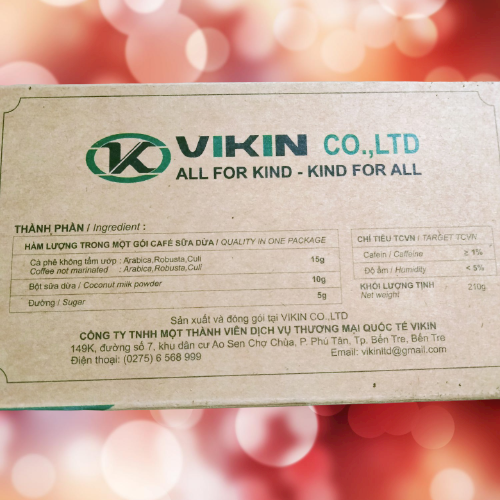 VIKIN CO.,LTD
ALL FOR KIND - KIND FOR ALL
THÀNH PHẦN / Ingredient :
HÀM LƯỢNG TRONG MỘT GÓI CAFÉ SỮA DỪA / QUALITY IN ONE PACKAGE
Cà phê không tẩm ướp : Arabica,Robusta,Culi 15g
Coffee not marinated : Arabica,Robusta,Cull
Bột sữa dừa / Coconut milk powder 10g
Đường / Sugar 5g
CHỈ TIÊU TCVN / TARGET TCVN
Cafein / Caffeine ≥ 1%
Độ ẩm / Humidity < 5%
KHỐI LƯỢNG TỊNH : 210g
Net weight
Sản xuất và đóng gói tại VIKIN CO.,LTD
CÔNG TY TNHH MỘT THÀNH VIÊN DỊCH VỤ THƯƠNG MẠI QUỐC TẾ VIKIN
149K, đường số 7, khu dân cư Ao Sen Chợ Chùa, P. Phú Tân, Tp. Bến Tre, Bến Tre
Điện thoại: (0275) 6 568 999 Email: vikinltd@gmail.com